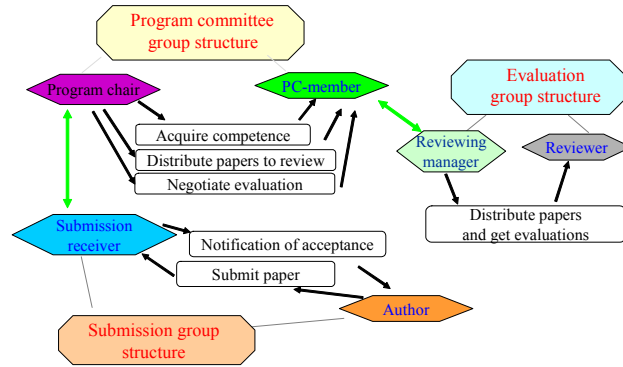 Program committee
group structure
Program chair
PC-member
Evaluation
group structure
Acquire competence
Distribute papers to review
Negotiate evaluation
Reviewing
manager
Reviewer
Distribute papers
and get evaluations
Submission
receiver
Notification of acceptance
Submit paper
Author
Submission group
structure